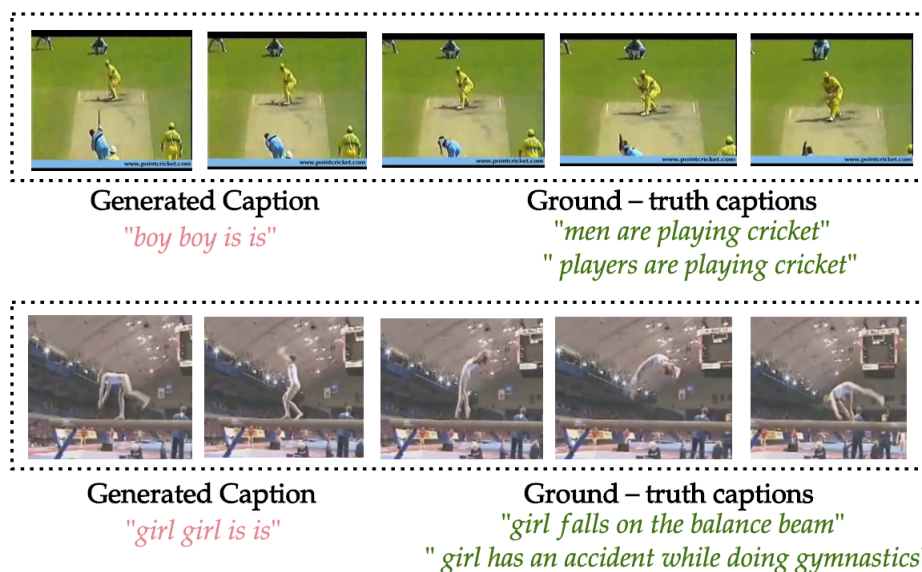 www.pointcricket.com
www.pointcricket.com
www.pointcricket.com
www.pointcricket.com
www.pointcricket.com
Generated Caption
"boy boy is is"
Ground – truth captions
"men are playing cricket"
" players are playing cricket"
Generated Caption
"girl girl is is"
Ground – truth captions
"girl falls on the balance beam"
" girl has an accident while doing gymnastics"